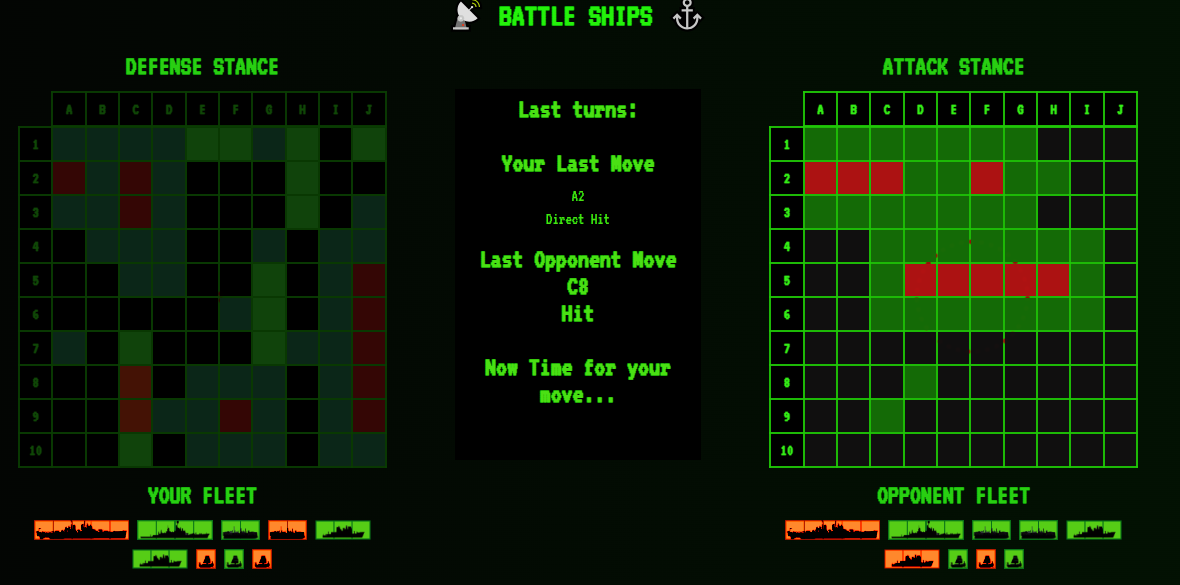 BATTLE SHIPS
DEFENSE STANCE
A B C D E F G H I J
1
2
3
4
5
6
7
8
9
10
YOUR FLEET
Last turns:
Your Last Move
A2
Direct Hit
Last Opponent Move
C8
Hit
Now Time for your
move...
ATTACK STANCE
A B C D E F G H I J
1
2
3
4
5
6
7
8
9
10
OPPONENT FLEET